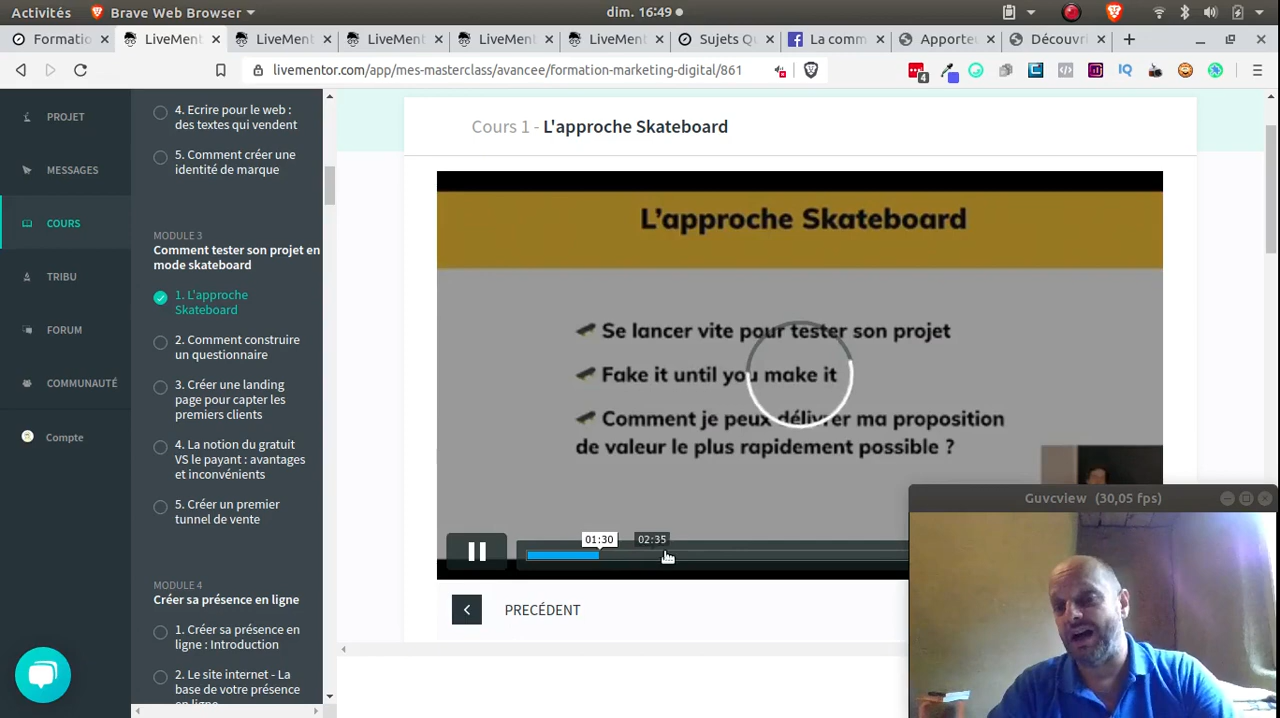 Activités
Brave Web Browser
dim. 16:49
Formatio
LiveMent
LiveMent
LiveMent
LiveMent
LiveMent
Sujets Q
La comm
Apporte
Découvr
livementor.com/app/mes-masterclass/avancee/formation-marketing-digital/861
4
IQ
PROJET
MESSAGES
COURS
TRIBU
FORUM
COMMUNAUTÉ
Compte
4. Ecrire pour le web :
des textes qui vendent
5. Comment créer une
identité de marque
MODULE 3
Comment tester son projet en
mode skateboard
1. L'approche
Skateboard
2. Comment construire
un questionnaire
3. Créer une landing
page pour capter les
premiers clients
4. La notion du gratuit
VS le payant : avantages
et inconvénients
5. Créer un premier
tunnel de vente
MODULE 4
Créer sa présence en ligne
1. Créer sa présence en
ligne : Introduction
2. Le site internet - La
base de votre présence
en ligne
Cours 1 - L'approche Skateboard
L'approche Skateboard
Se lancer vite pour tester son projet
Fake it until you make it
Comment je peux délivrer ma proposition
de valeur le plus rapidement possible ?
01:30
02:35
PRECÉDENT
Guvcview (30,05 fps)